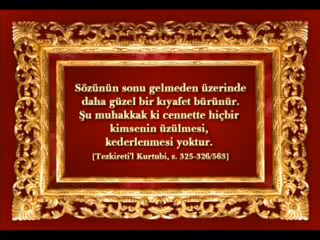 Sözünün sonu gelmeden üzerinde
daha güzel bir kıyafet bürünür.
Şu muhakkak ki cennette hiçbir
kimsenin üzülmesi,
kederlenmesi yoktur.
[Tezkireti'l Kurtubi, s. 325-326/563]